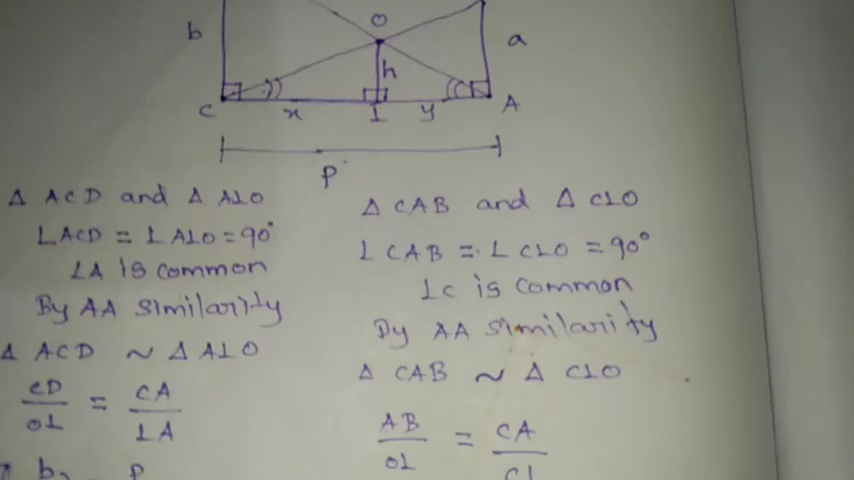 b
O
a
h
C
x
L
y
A
P
Δ ACD and Δ ALO
∠ACD = ∠ALO = 90°
∠A is common
By AA similarity
Δ ACD ~ Δ ALO
CD / OL = CA / LA
b P
Δ CAB and Δ CLO
∠CAB = ∠CLO = 90°
∠C is common
By AA similarity
Δ CAB ~ Δ CLO
AB / OL = CA / CL